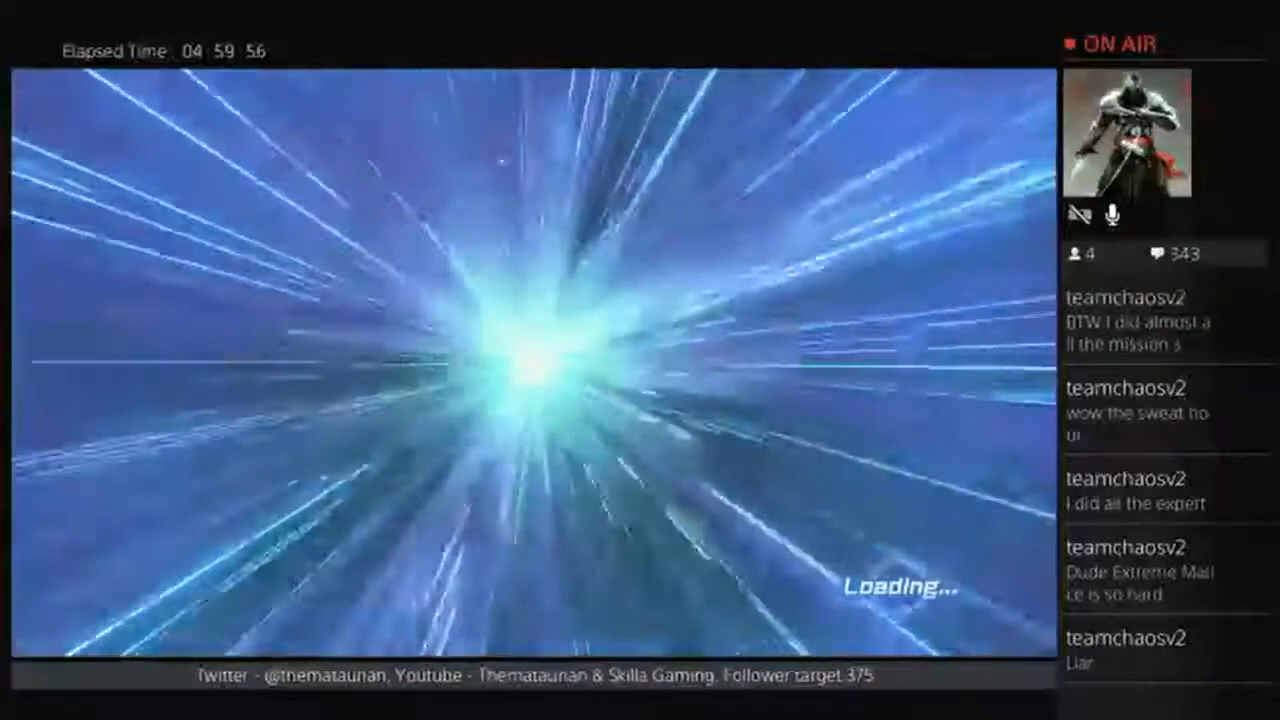 Elapsed Time : 04 : 59 : 56
ON AIR
4
343
teamchaosv2
BTW I did almost a
ll the mission s
teamchaosv2
wow the sweat ho
ur
teamchaosv2
I did all the expert
teamchaosv2
Dude Extreme Mali
ce is so hard
teamchaosv2
Liar
Loading...
Twitter - @themataunan, Youtube - Themataunan & Skilla Gaming. Follower target 375